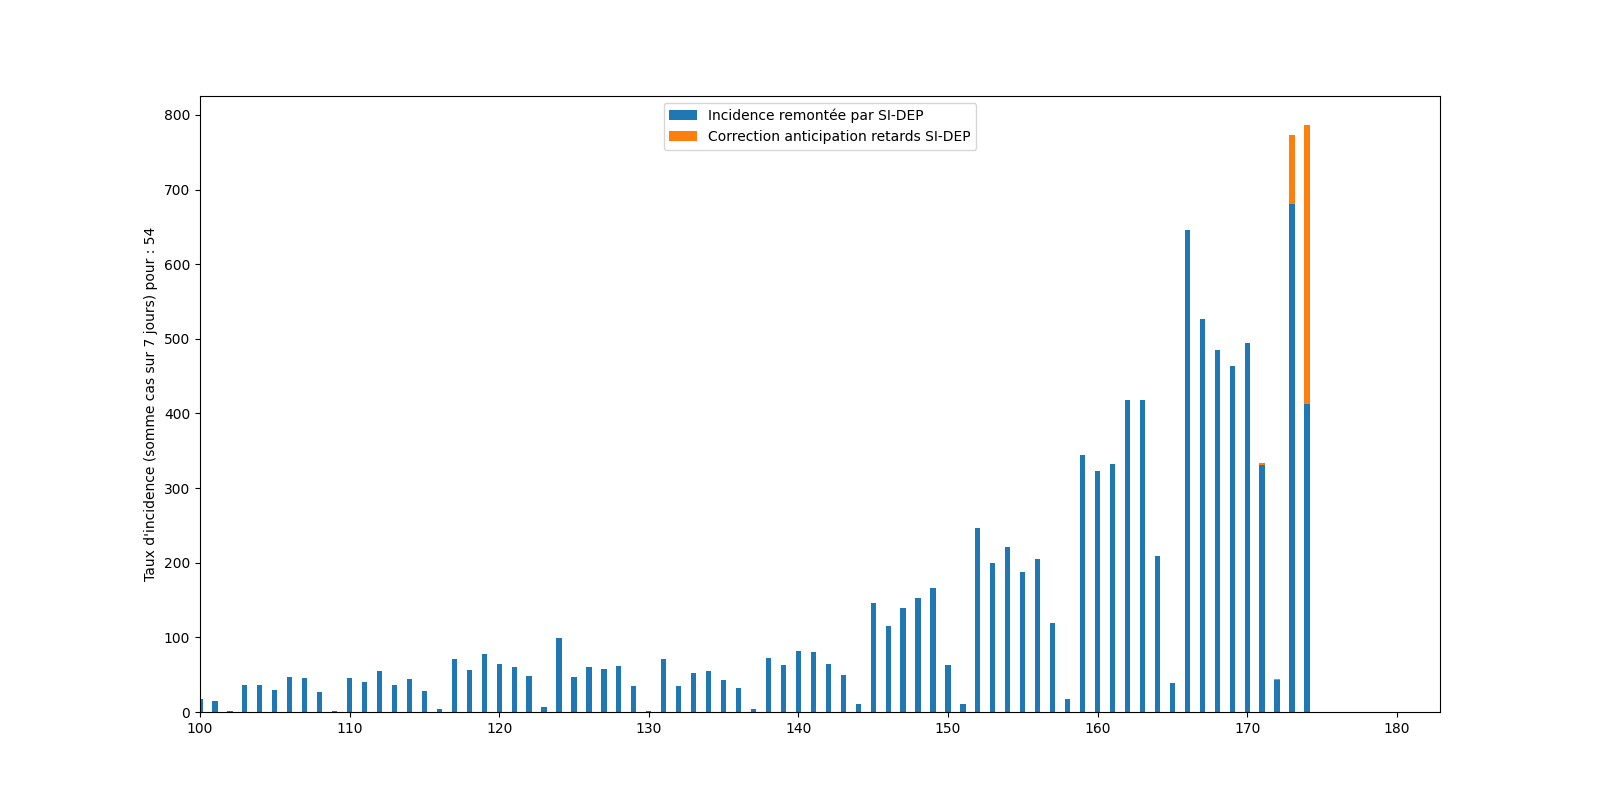 Incidence remontée par SI-DEP
Correction anticipation retards SI-DEP
Taux d'incidence (somme cas sur 7 jours) pour : 54
800
700
600
500
400
300
200
100
0
100 110 120 130 140 150 160 170 180